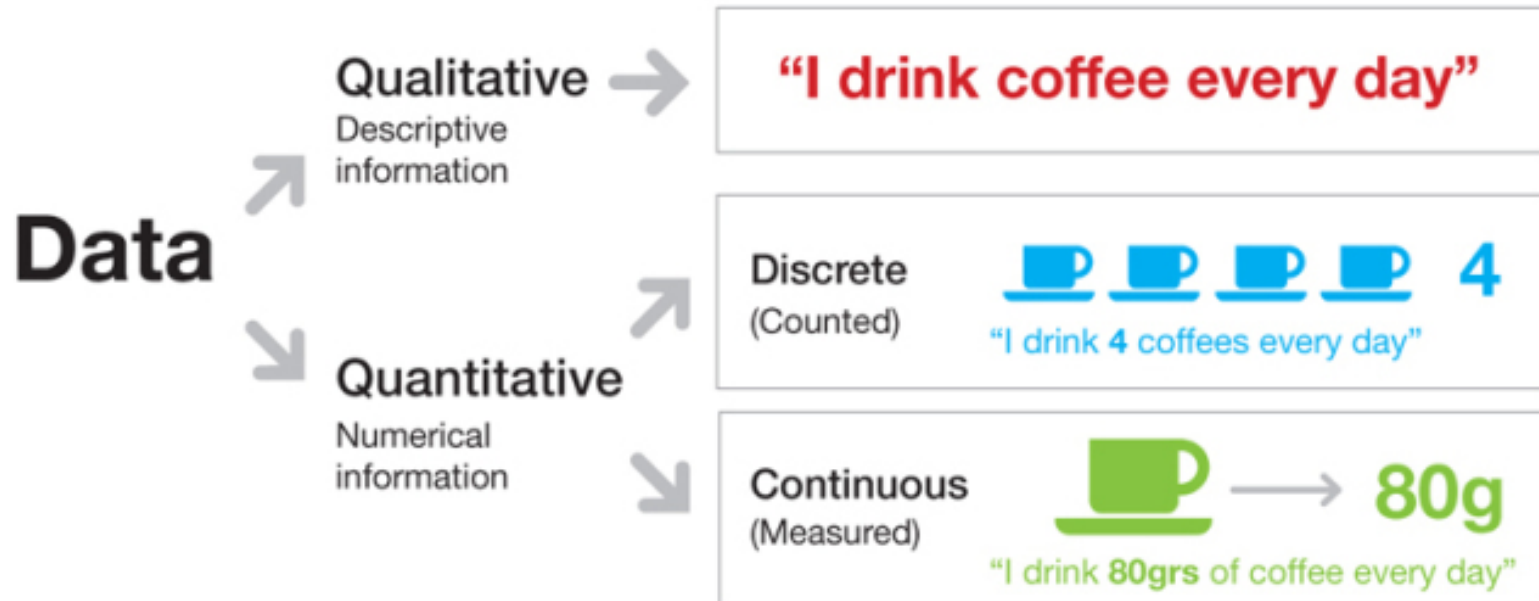 Data
Qualitative
Descriptive
information
“I drink coffee every day”
Quantitative
Numerical
information
Discrete
(Counted)
4
“I drink 4 coffees every day”
Continuous
(Measured)
80g
“I drink 80grs of coffee every day”